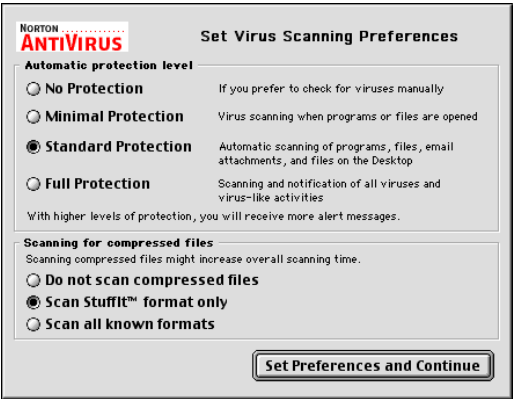 NORTON
ANTIVIRUS
Set Virus Scanning Preferences
Automatic protection level
No Protection
If you prefer to check for viruses manually
Minimal Protection
Virus scanning when programs or files are opened
Standard Protection
Automatic scanning of programs, files, email
attachments, and files on the Desktop
Full Protection
Scanning and notification of all viruses and
virus-like activities
With higher levels of protection, you will receive more alert messages.
Scanning for compressed files
Scanning compressed files might increase overall scanning time.
Do not scan compressed files
Scan StuffIt™ format only
Scan all known formats
Set Preferences and Continue